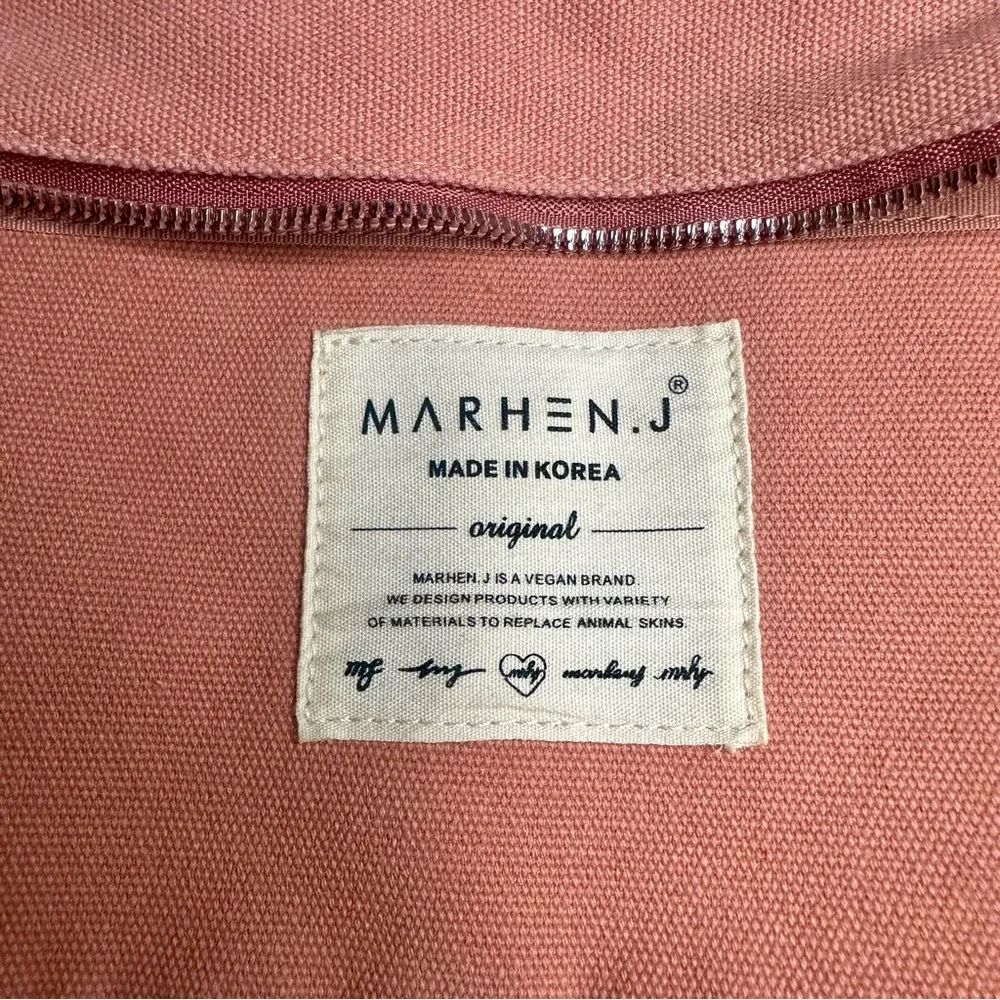 MARHEN.J®
MADE IN KOREA
original
MARHEN.J IS A VEGAN BRAND
WE DESIGN PRODUCTS WITH VARIETY
OF MATERIALS TO REPLACE ANIMAL SKINS.